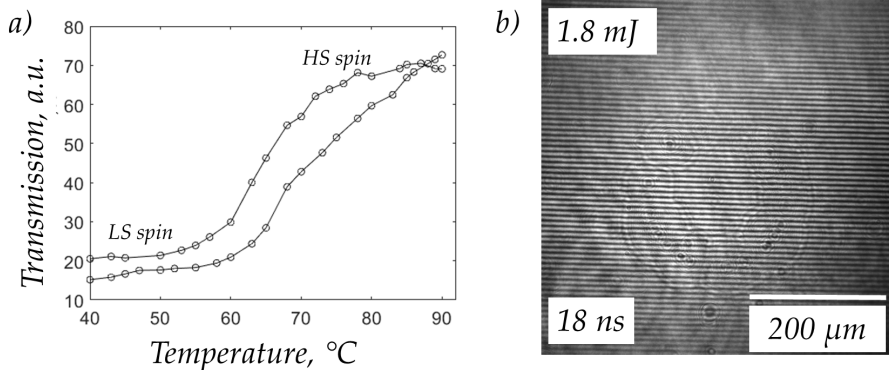 a)
Transmission, a.u.
80
70
60
50
40
30
20
10
HS spin
LS spin
40
50
60
70
80
90
Temperature, °C
b)
1.8 mJ
18 ns
200 μm